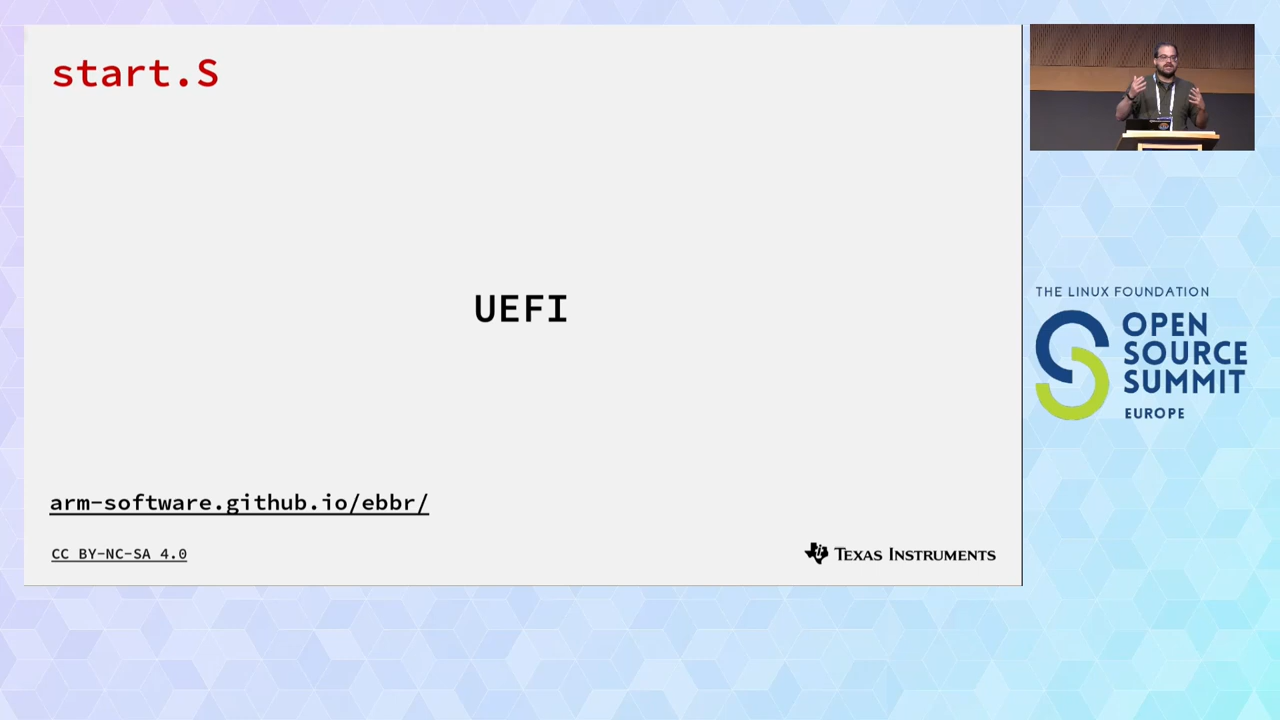 start.S
UEFI
arm-software.github.io/ebbr/
CC BY-NC-SA 4.0
TEXAS INSTRUMENTS
THE LINUX FOUNDATION
OPEN
SOURCE
SUMMIT
EUROPE